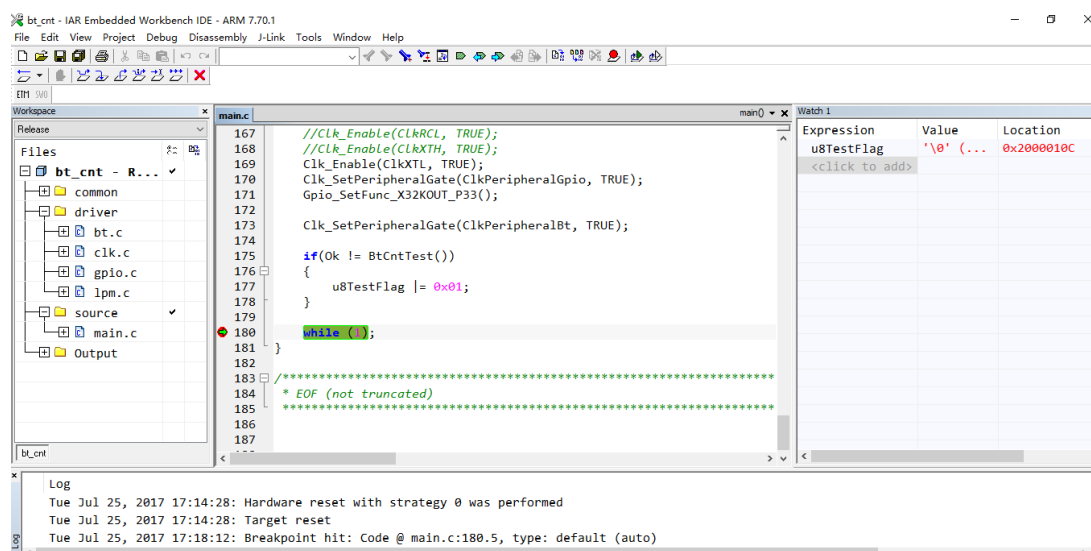 bt_cnt - IAR Embedded Workbench IDE - ARM 7.70.1
File Edit View Project Debug Disassembly J-Link Tools Window Help
ETM SWO
Workspace
Release
Files
bt_cnt - R...
common
driver
bt.c
clk.c
gpio.c
lpm.c
source
main.c
Output
bt_cnt
main.c
main()
167 //Clk_Enable(ClkRCL, TRUE);
168 //Clk_Enable(ClkXTH, TRUE);
169 Clk_Enable(ClkXTL, TRUE);
170 Clk_SetPeripheralGate(ClkPeripheralGpio, TRUE);
171 Gpio_SetFunc_X32KOUT_P33();
172
173 Clk_SetPeripheralGate(ClkPeripheralBt, TRUE);
174
175 if(Ok != BtCntTest())
176 {
177 u8TestFlag |= 0x01;
178 }
179
180 while (1);
181 }
182
183 /*********************************************************************
184 * EOF (not truncated)
185 *********************************************************************
186
187
Watch 1
Expression Value Location
u8TestFlag '\0' (... 0x2000010C
<click to add>
Log
Tue Jul 25, 2017 17:14:28: Hardware reset with strategy 0 was performed
Tue Jul 25, 2017 17:14:28: Target reset
Tue Jul 25, 2017 17:18:12: Breakpoint hit: Code @ main.c:180.5, type: default (auto)
Log